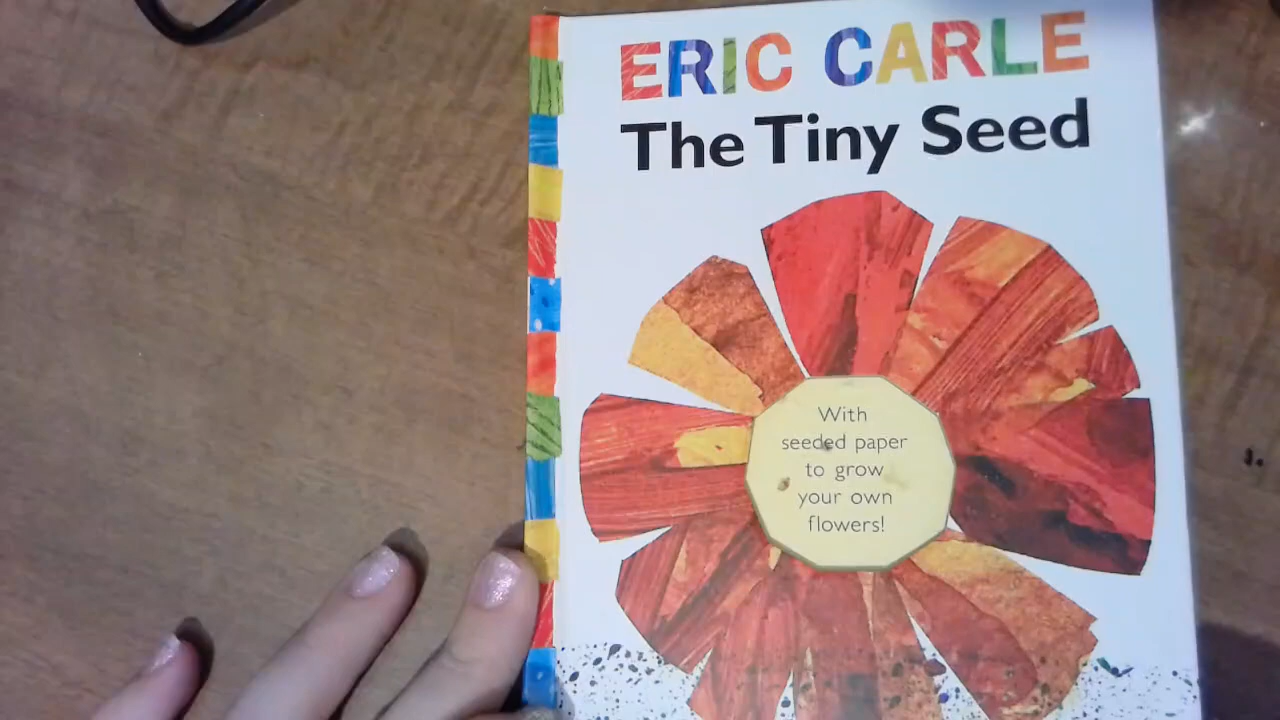 ERIC CARLE
The Tiny Seed
With
seeded paper
to grow
your own
flowers!